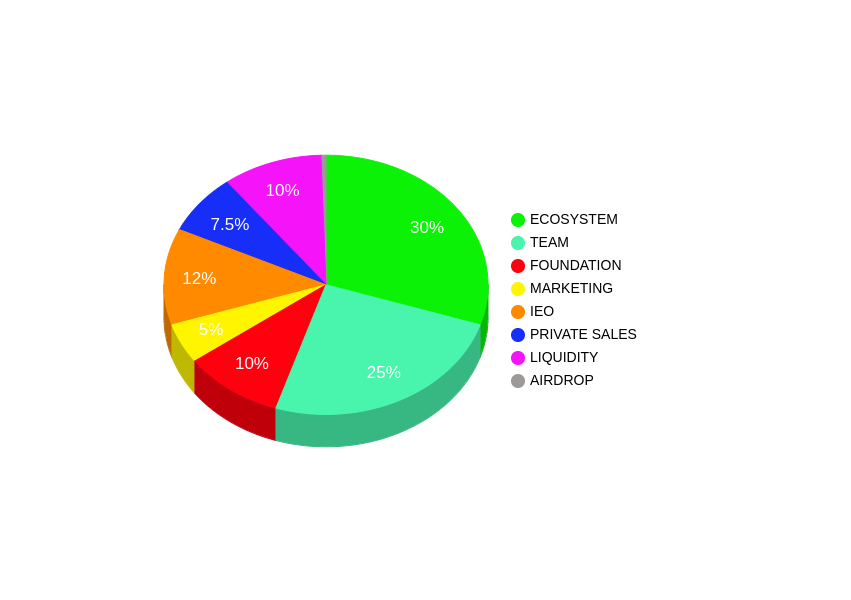 10%
30%
7.5%
12%
5%
10%
25%
ECOSYSTEM
TEAM
FOUNDATION
MARKETING
IEO
PRIVATE SALES
LIQUIDITY
AIRDROP